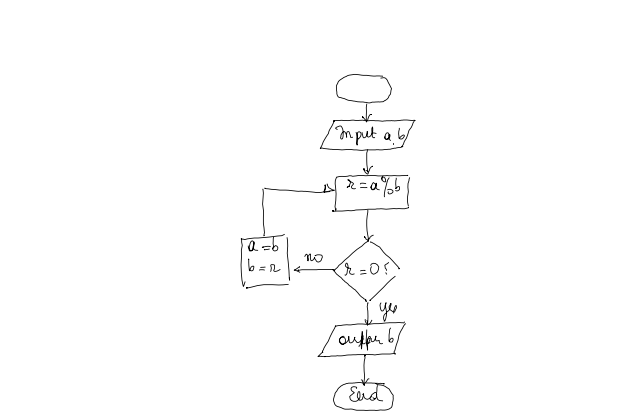 Input a, b
r = a % b
r = 0 ?
no
a = b
b = r
yes
output b
End